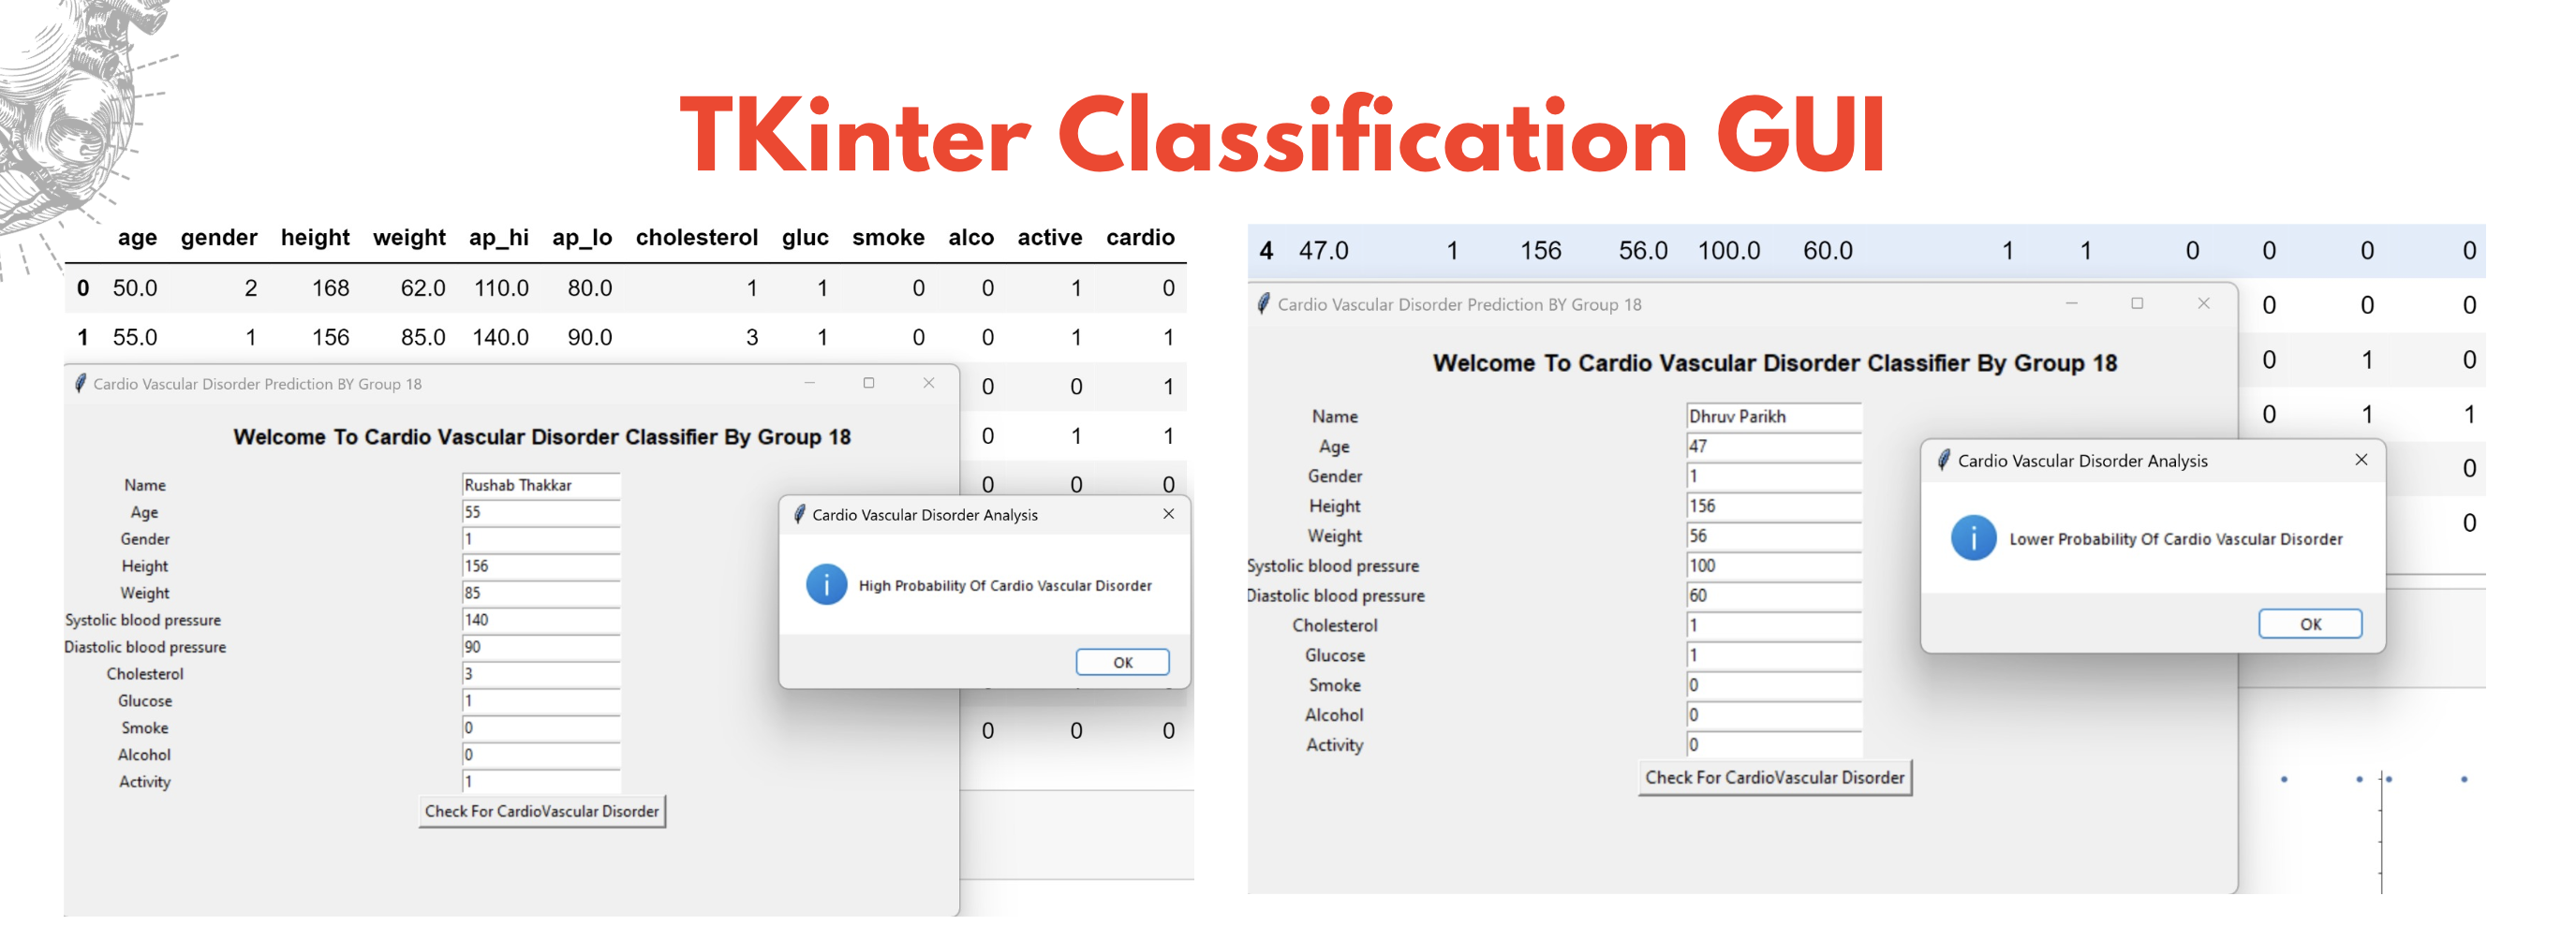 TKinter Classification GUI
age gender height weight ap_hi ap_lo cholesterol gluc smoke alco active cardio
0 50.0 2 168 62.0 110.0 80.0 1 1 0 0 1 0
1 55.0 1 156 85.0 140.0 90.0 3 1 0 0 1 1
0 0 1
0 1 1
0 0 0
0 0 0
Cardio Vascular Disorder Prediction BY Group 18
Welcome To Cardio Vascular Disorder Classifier By Group 18
Name Rushab Thakkar
Age 55
Gender 1
Height 156
Weight 85
Systolic blood pressure 140
Diastolic blood pressure 90
Cholesterol 3
Glucose 1
Smoke 0
Alcohol 0
Activity 1
Check For CardioVascular Disorder
Cardio Vascular Disorder Analysis
High Probability Of Cardio Vascular Disorder
OK
4 47.0 1 156 56.0 100.0 60.0 1 1 0 0 0 0
0 0 0
0 1 0
0 1 1
0
0
Cardio Vascular Disorder Prediction BY Group 18
Welcome To Cardio Vascular Disorder Classifier By Group 18
Name Dhruv Parikh
Age 47
Gender 1
Height 156
Weight 56
Systolic blood pressure 100
Diastolic blood pressure 60
Cholesterol 1
Glucose 1
Smoke 0
Alcohol 0
Activity 0
Check For CardioVascular Disorder
Cardio Vascular Disorder Analysis
Lower Probability Of Cardio Vascular Disorder
OK